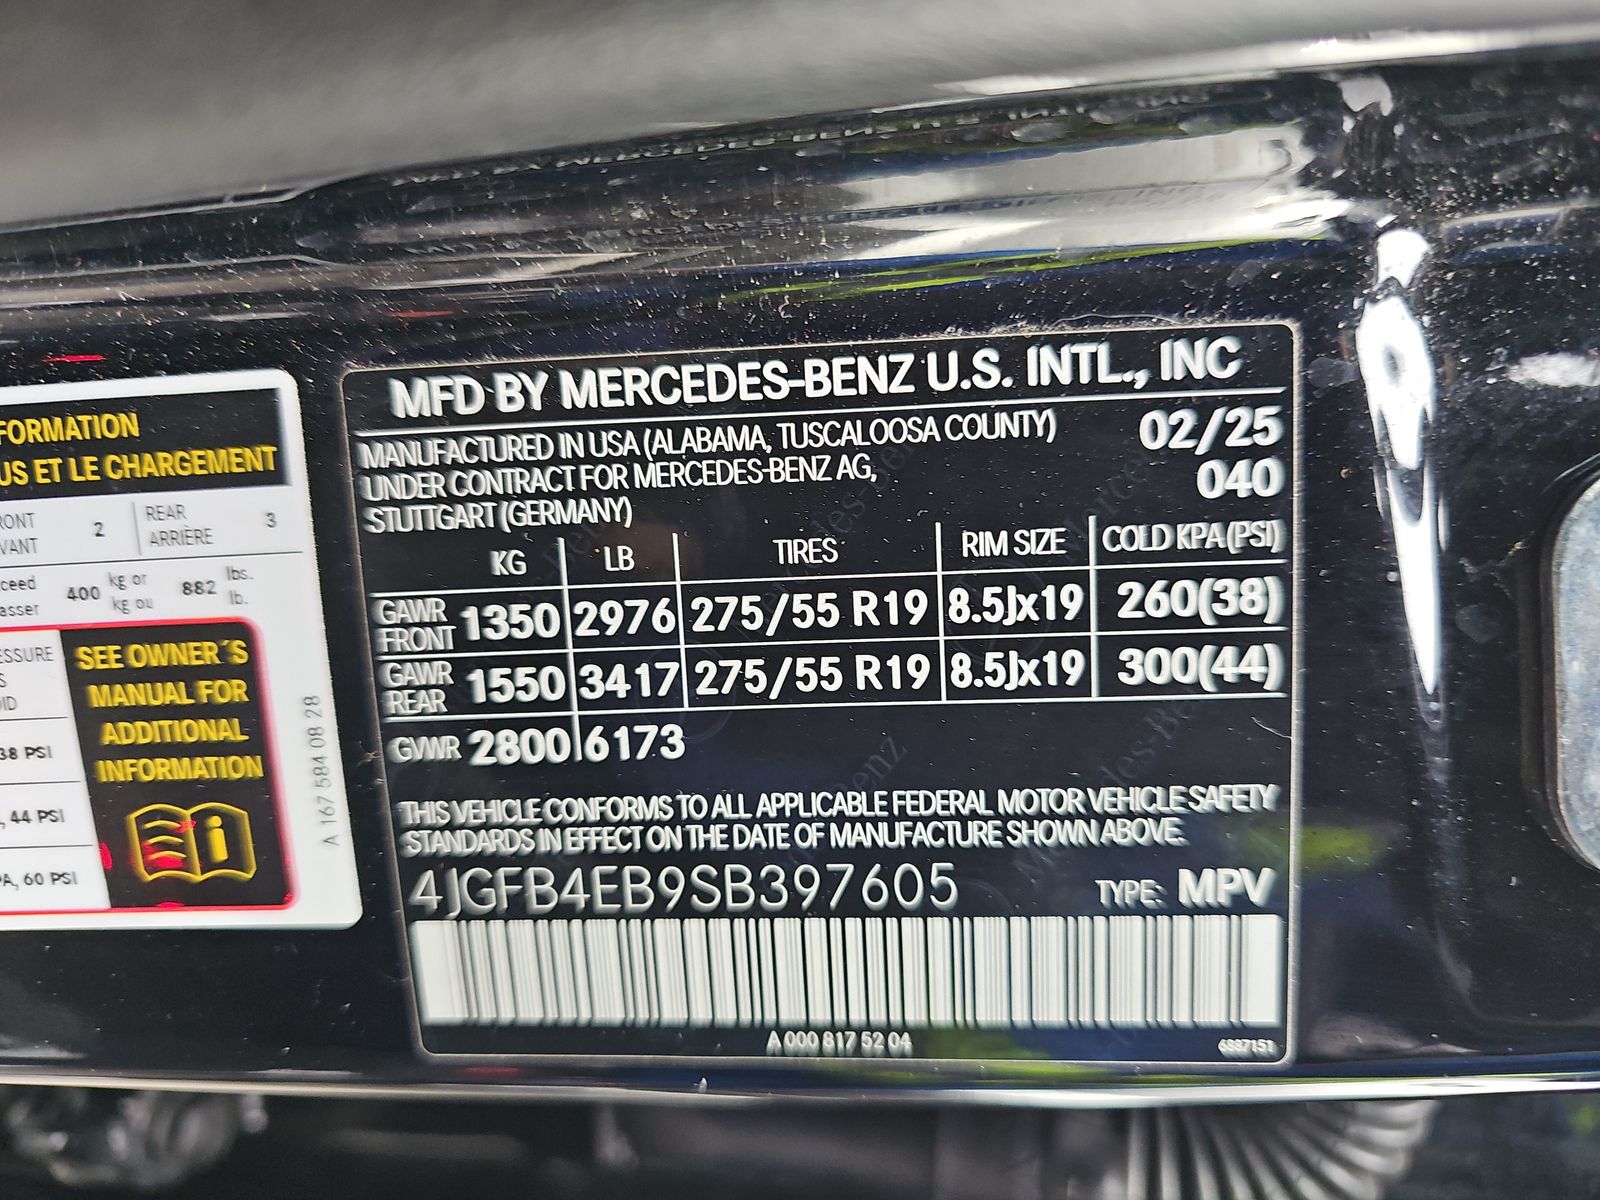 FORMATION
US ET LE CHARGEMENT
RONT
VANT
2
REAR
ARRIÈRE
3
ceed
asser
400
kg or
kg ou
882
lbs.
lb.
ESSURE
S
OID
38 PSI
, 44 PSI
PA, 60 PSI
SEE OWNER´S
MANUAL FOR
ADDITIONAL
INFORMATION
i
A 167 584 08 28
MFD BY MERCEDES-BENZ U.S. INTL., INC
MANUFACTURED IN USA (ALABAMA, TUSCALOOSA COUNTY) 02/25
UNDER CONTRACT FOR MERCEDES-BENZ AG, 040
STUTTGART (GERMANY)
KG LB TIRES RIM SIZE COLD KPA (PSI)
GAWR FRONT 1350 2976 275/55 R19 8.5Jx19 260(38)
GAWR REAR 1550 3417 275/55 R19 8.5Jx19 300(44)
GVWR 2800 6173
THIS VEHICLE CONFORMS TO ALL APPLICABLE FEDERAL MOTOR VEHICLE SAFETY
STANDARDS IN EFFECT ON THE DATE OF MANUFACTURE SHOWN ABOVE.
4JGFB4EB9SB397605 TYPE: MPV
A 000 817 52 04
6887151